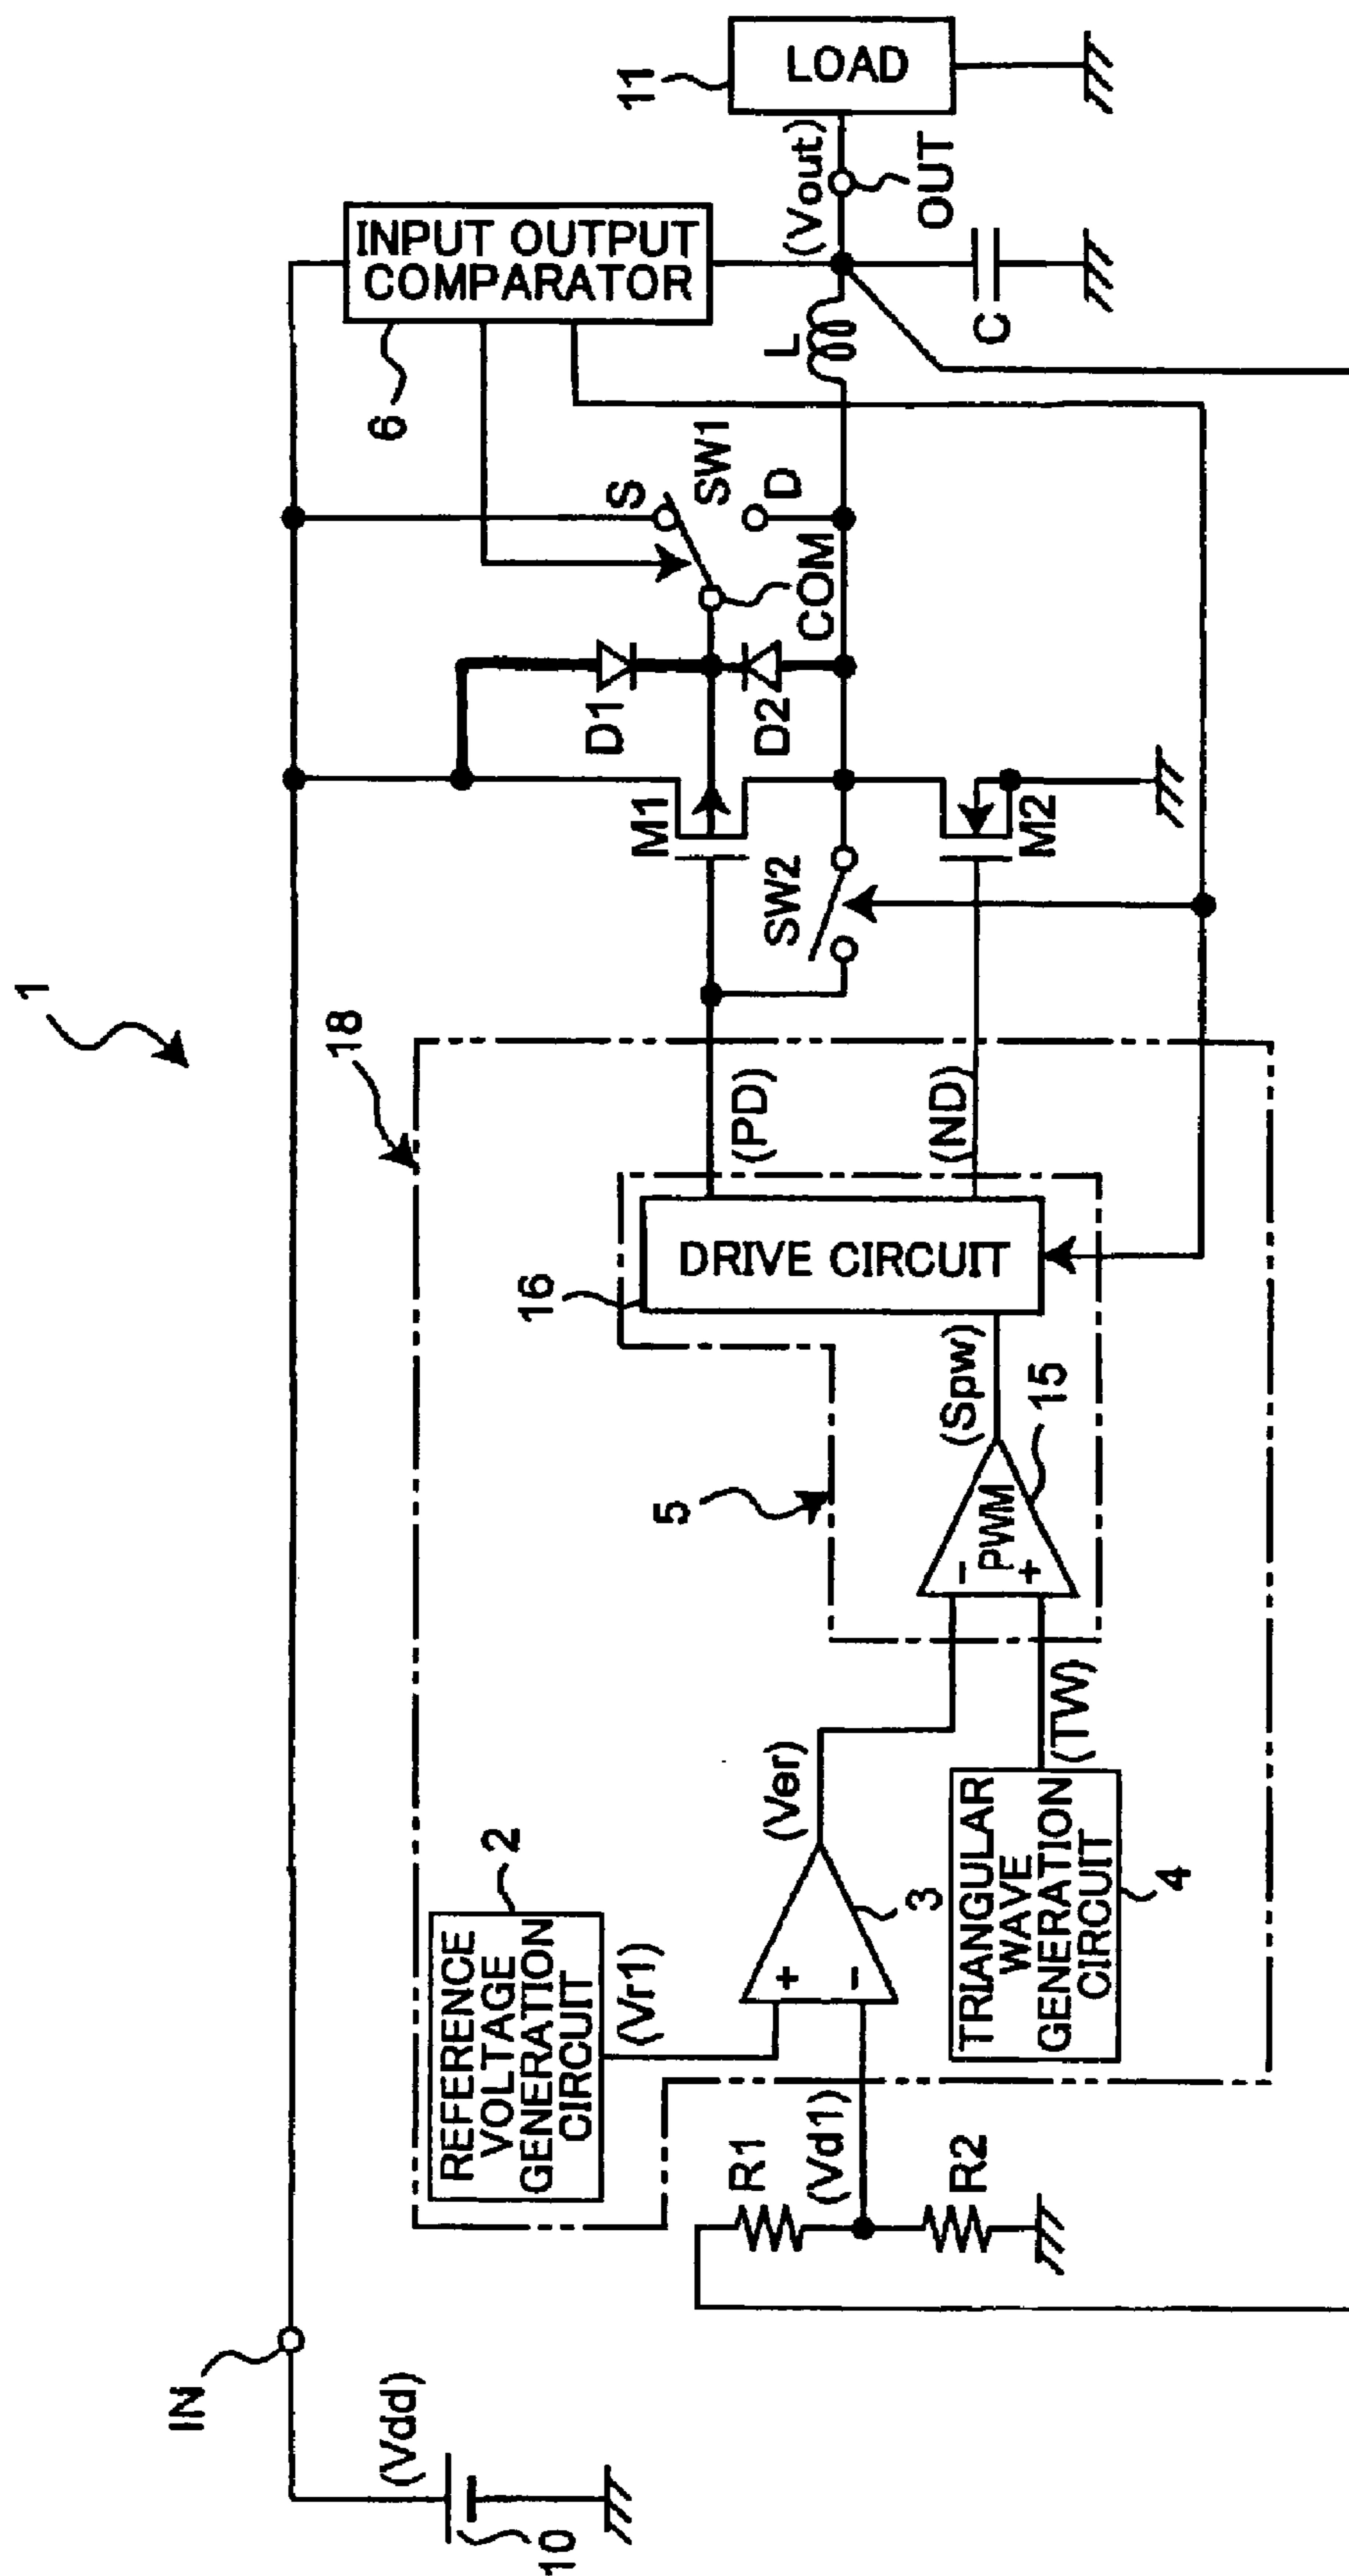 1
IN
(Vdd)
10
18
REFERENCE
VOLTAGE
GENERATION
CIRCUIT
2
(Vr1)
R1
(Vd1)
R2
+
-
3
(Ver)
TRIANGULAR
WAVE
GENERATION
CIRCUIT
4
(TW)
5
-
+
PWM
15
(Spw)
16
DRIVE CIRCUIT
(PD)
(ND)
SW2
M1
M2
D1
D2
COM
S
SW1
D
6
INPUT OUTPUT
COMPARATOR
L
C
(Vout)
OUT
11
LOAD